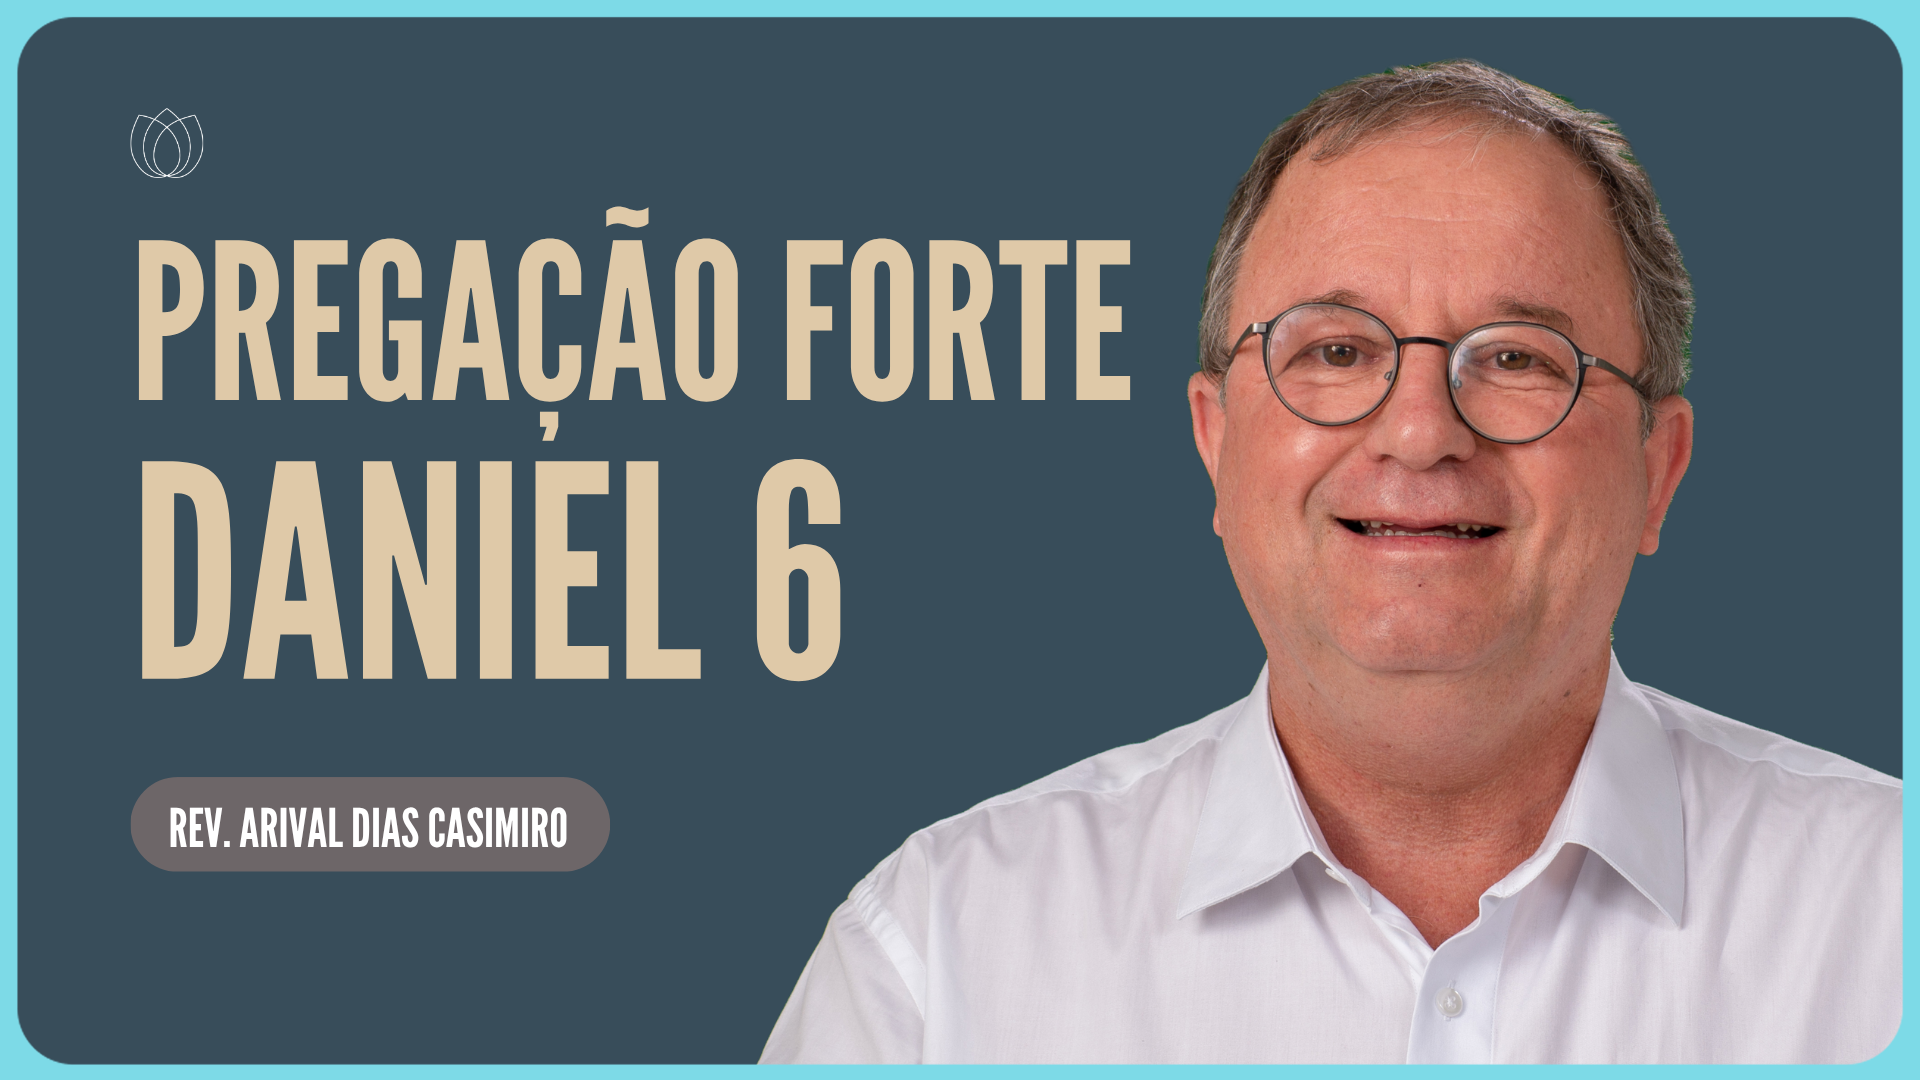 PREGAÇÃO FORTE
DANIEL 6
REV. ARIVAL DIAS CASIMIRO